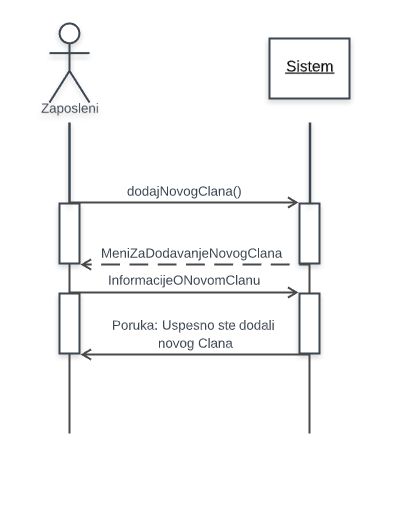 Zaposleni
Sistem
dodajNovogClana()
MeniZaDodavanjeNovogClana
InformacijeONovomClanu
Poruka: Uspesno ste dodali
novog Clana